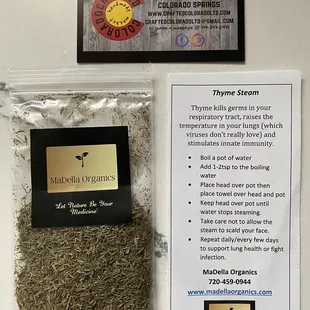 COLORADO
handmade
COLORADO SPRINGS
WWW.CRAFTEDCOLORADOLTD.COM
CRAFTEDCOLORADOLTD@GMAIL.COM
MaDella Organics
"Let Nature Be Your
Medicine"
Thyme Steam
Thyme kills germs in your
respiratory tract, raises the
temperature in your lungs (which
viruses don't really love) and
stimulates innate immunity.
• Boil a pot of water
• Add 1-2tsp to the boiling
water
• Place head over pot then
place towel over head and pot
• Keep head over pot until
water stops steaming.
• Take care not to allow the
steam to scald your face.
• Repeat daily/every few days
to support lung health or fight
infection.
MaDella Organics
720-459-0944
www.madellaorganics.com